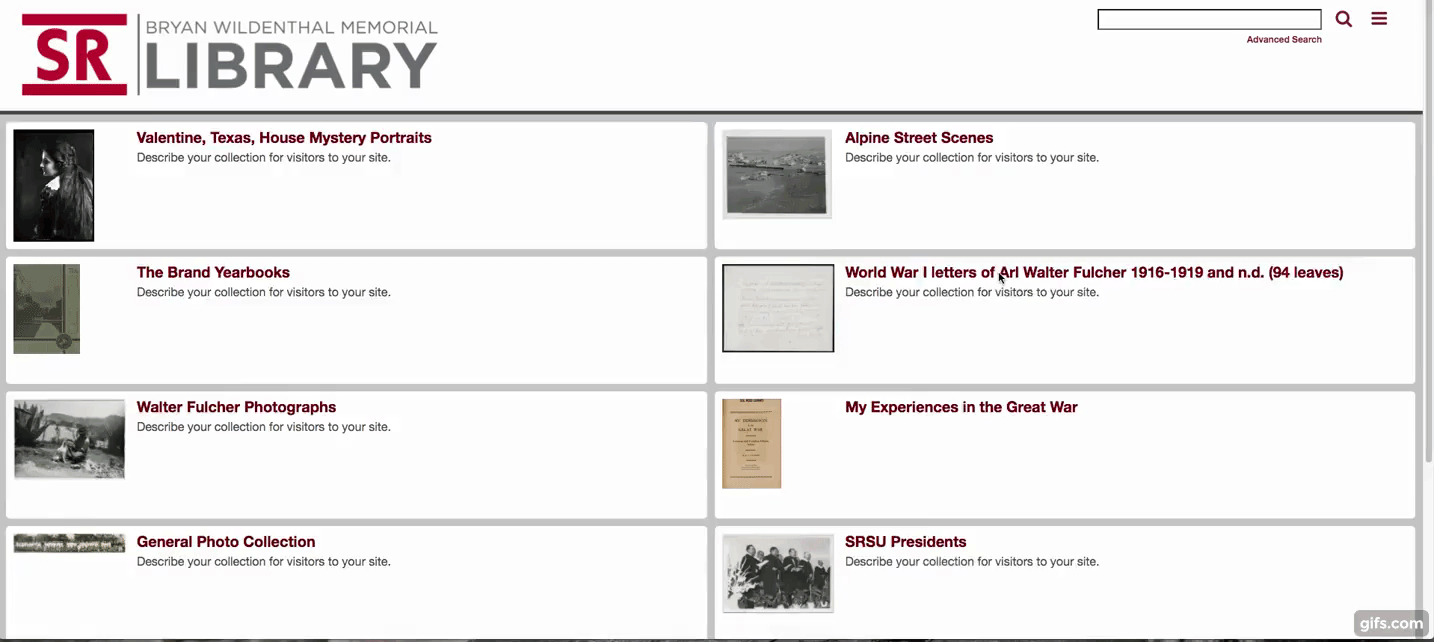 SR
BRYAN WILDENTHAL MEMORIAL
LIBRARY
Advanced Search
Valentine, Texas, House Mystery Portraits
Describe your collection for visitors to your site.
Alpine Street Scenes
Describe your collection for visitors to your site.
The Brand Yearbooks
Describe your collection for visitors to your site.
World War I letters of Arl Walter Fulcher 1916-1919 and n.d. (94 leaves)
Describe your collection for visitors to your site.
Walter Fulcher Photographs
Describe your collection for visitors to your site.
My Experiences in the Great War
MY EXPERIENCES
GREAT WAR
General Photo Collection
Describe your collection for visitors to your site.
SRSU Presidents
Describe your collection for visitors to your site.
gifs.com